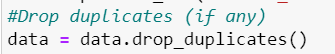 #Drop duplicates (if any)
data = data.drop_duplicates()